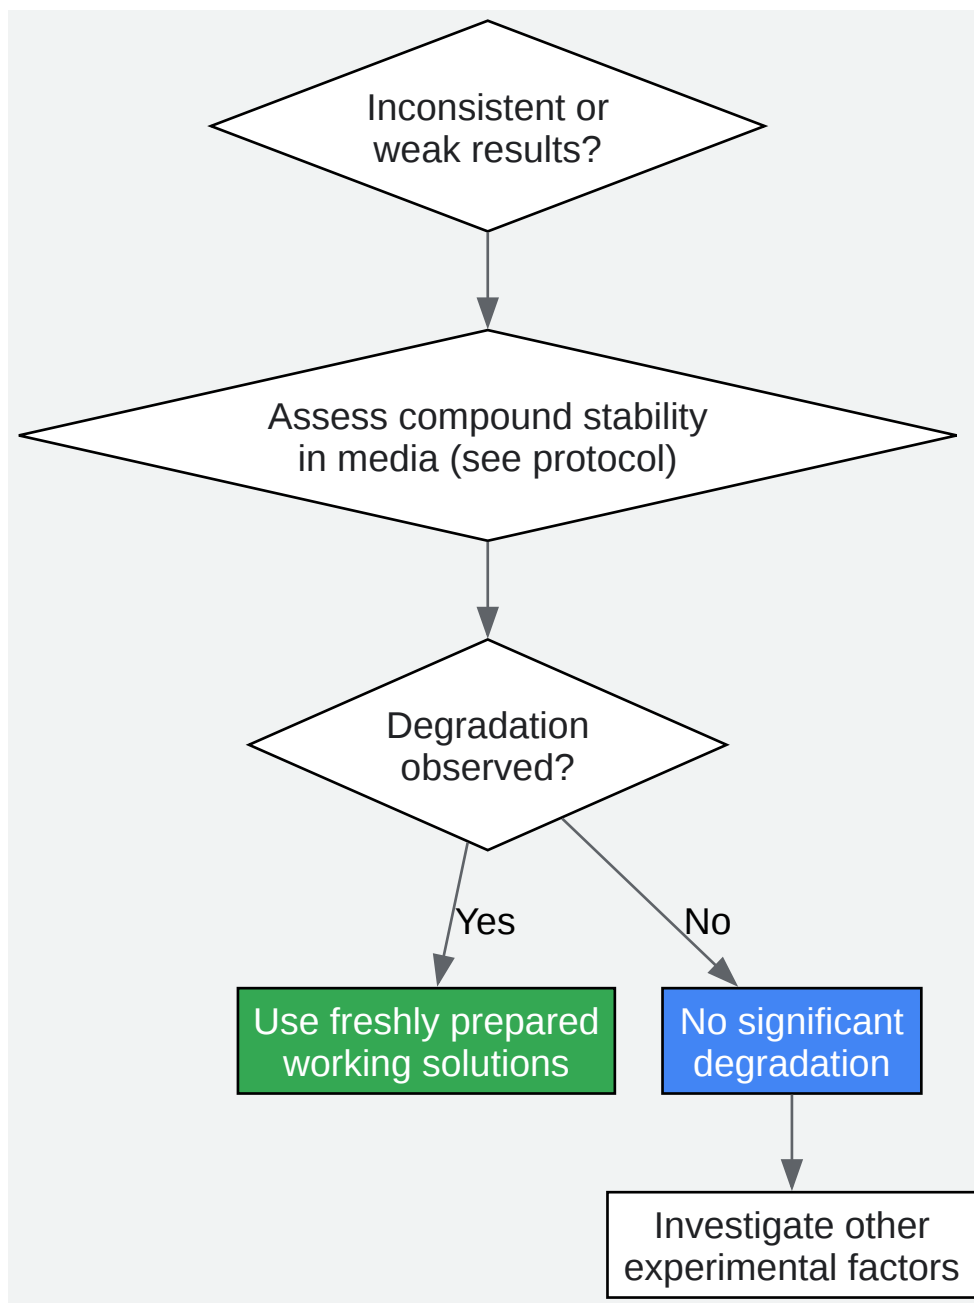 Inconsistent or
weak results?
Assess compound stability
in media (see protocol)
Degradation
observed?
Yes
No
Use freshly prepared
working solutions
No significant
degradation
Investigate other
experimental factors